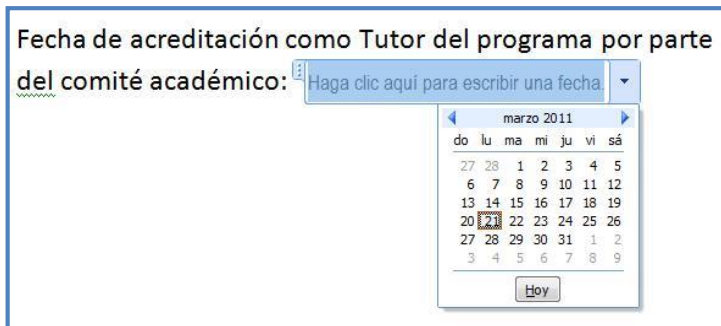 Fecha de acreditación como Tutor del programa por parte
del comité académico: Haga clic aquí para escribir una fecha.
marzo 2011
do lu ma mi ju vi sá
27 28 1 2 3 4 5
6 7 8 9 10 11 12
13 14 15 16 17 18 19
20 21 22 23 24 25 26
27 28 29 30 31 1 2
3 4 5 6 7 8 9
Hoy